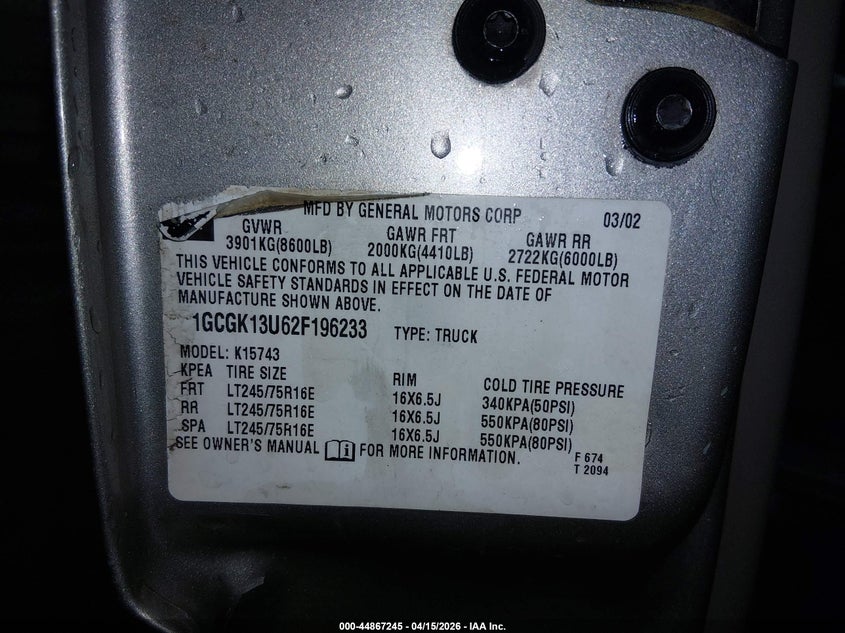 MFD BY GENERAL MOTORS CORP 03/02
GVWR GAWR FRT GAWR RR
3901KG(8600LB) 2000KG(4410LB) 2722KG(6000LB)
THIS VEHICLE CONFORMS TO ALL APPLICABLE U.S. FEDERAL MOTOR
VEHICLE SAFETY STANDARDS IN EFFECT ON THE DATE OF
MANUFACTURE SHOWN ABOVE.
1GCGK13U62F196233 TYPE: TRUCK
MODEL: K15743
KPEA TIRE SIZE RIM COLD TIRE PRESSURE
FRT LT245/75R16E 16X6.5J 340KPA(50PSI)
RR LT245/75R16E 16X6.5J 550KPA(80PSI)
SPA LT245/75R16E 16X6.5J 550KPA(80PSI)
SEE OWNER'S MANUAL FOR MORE INFORMATION.
F 674
T 2094
000-44867245 - 04/15/2026 - IAA Inc.